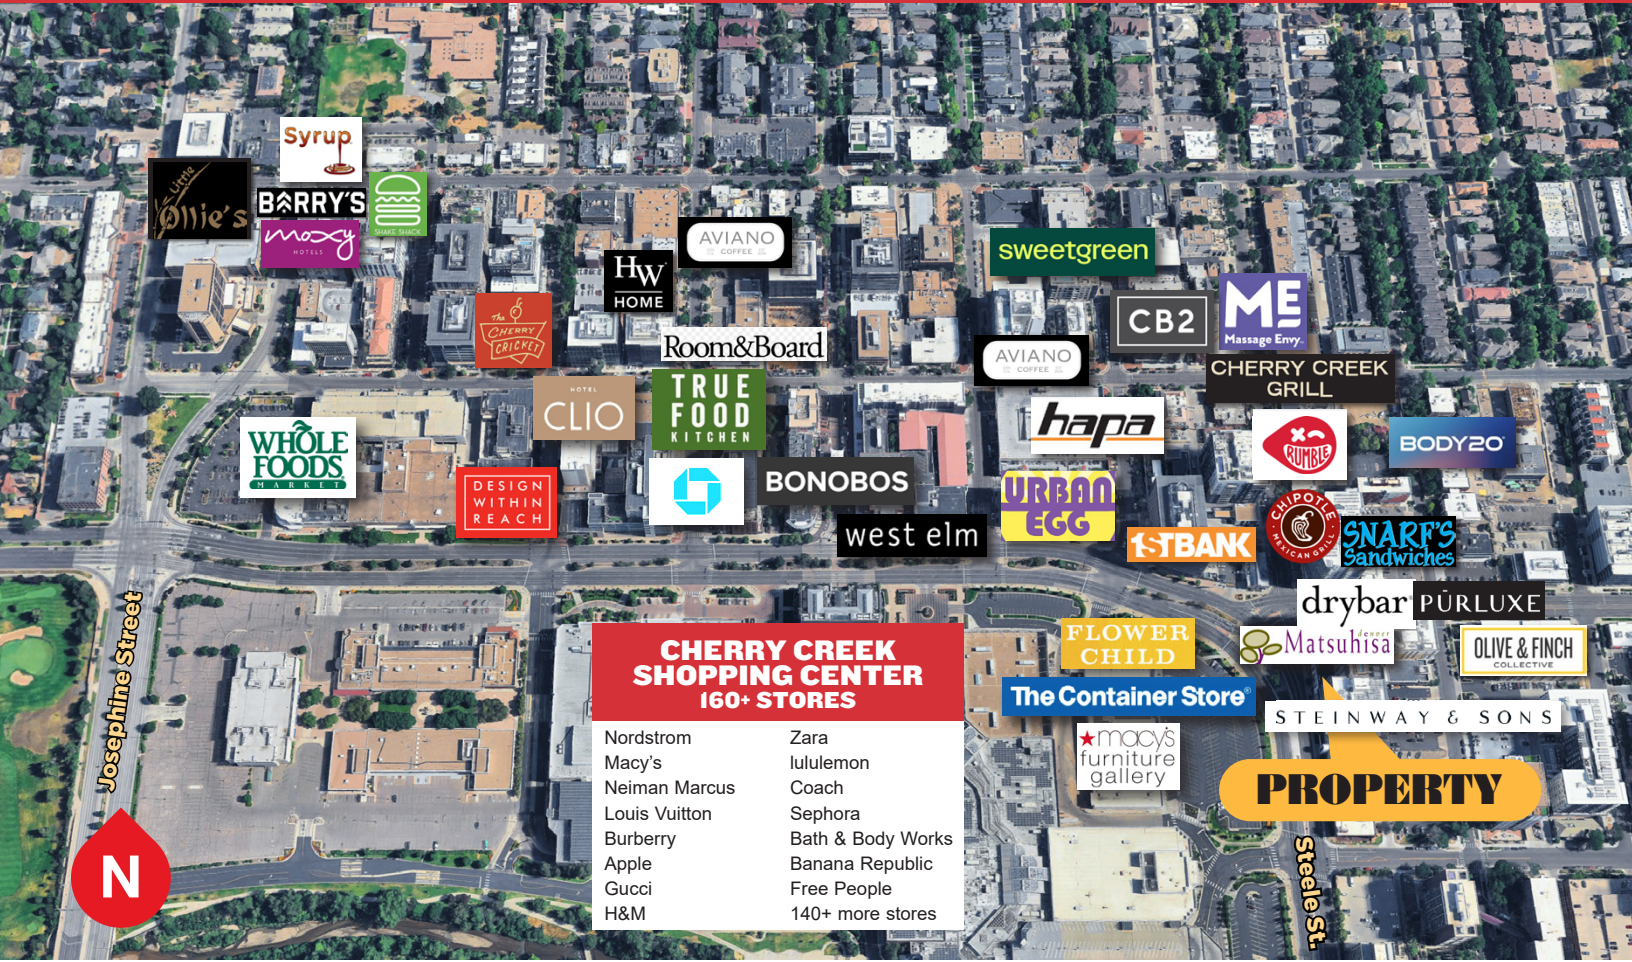 Syrup
Little
Ollie's
BARRY'S
SHAKE SHACK
moxy
HOTELS
AVIANO
COFFEE
HW
HOME
sweetgreen
The
CHERRY
CRICKET
Room&Board
CB2
ME
Massage Envy
AVIANO
COFFEE
CHERRY CREEK
GRILL
HOTEL
CLIO
TRUE
FOOD
KITCHEN
hapa
WHOLE
FOODS
MARKET
RUMBLE
BODY20
DESIGN
WITHIN
REACH
BONOBOS
west elm
URBAN
EGG
1STBANK
CHIPOTLE
MEXICAN GRILL
SNARF'S
Sandwiches
drybar
PŪRLUXE
FLOWER
CHILD
denver
Matsuhisa
OLIVE & FINCH
COLLECTIVE
The Container Store®
STEINWAY & SONS
macy's
furniture
gallery
PROPERTY
Josephine Street
Steele St.
N
CHERRY CREEK
SHOPPING CENTER
160+ STORES
Nordstrom
Macy's
Neiman Marcus
Louis Vuitton
Burberry
Apple
Gucci
H&M
Zara
lululemon
Coach
Sephora
Bath & Body Works
Banana Republic
Free People
140+ more stores